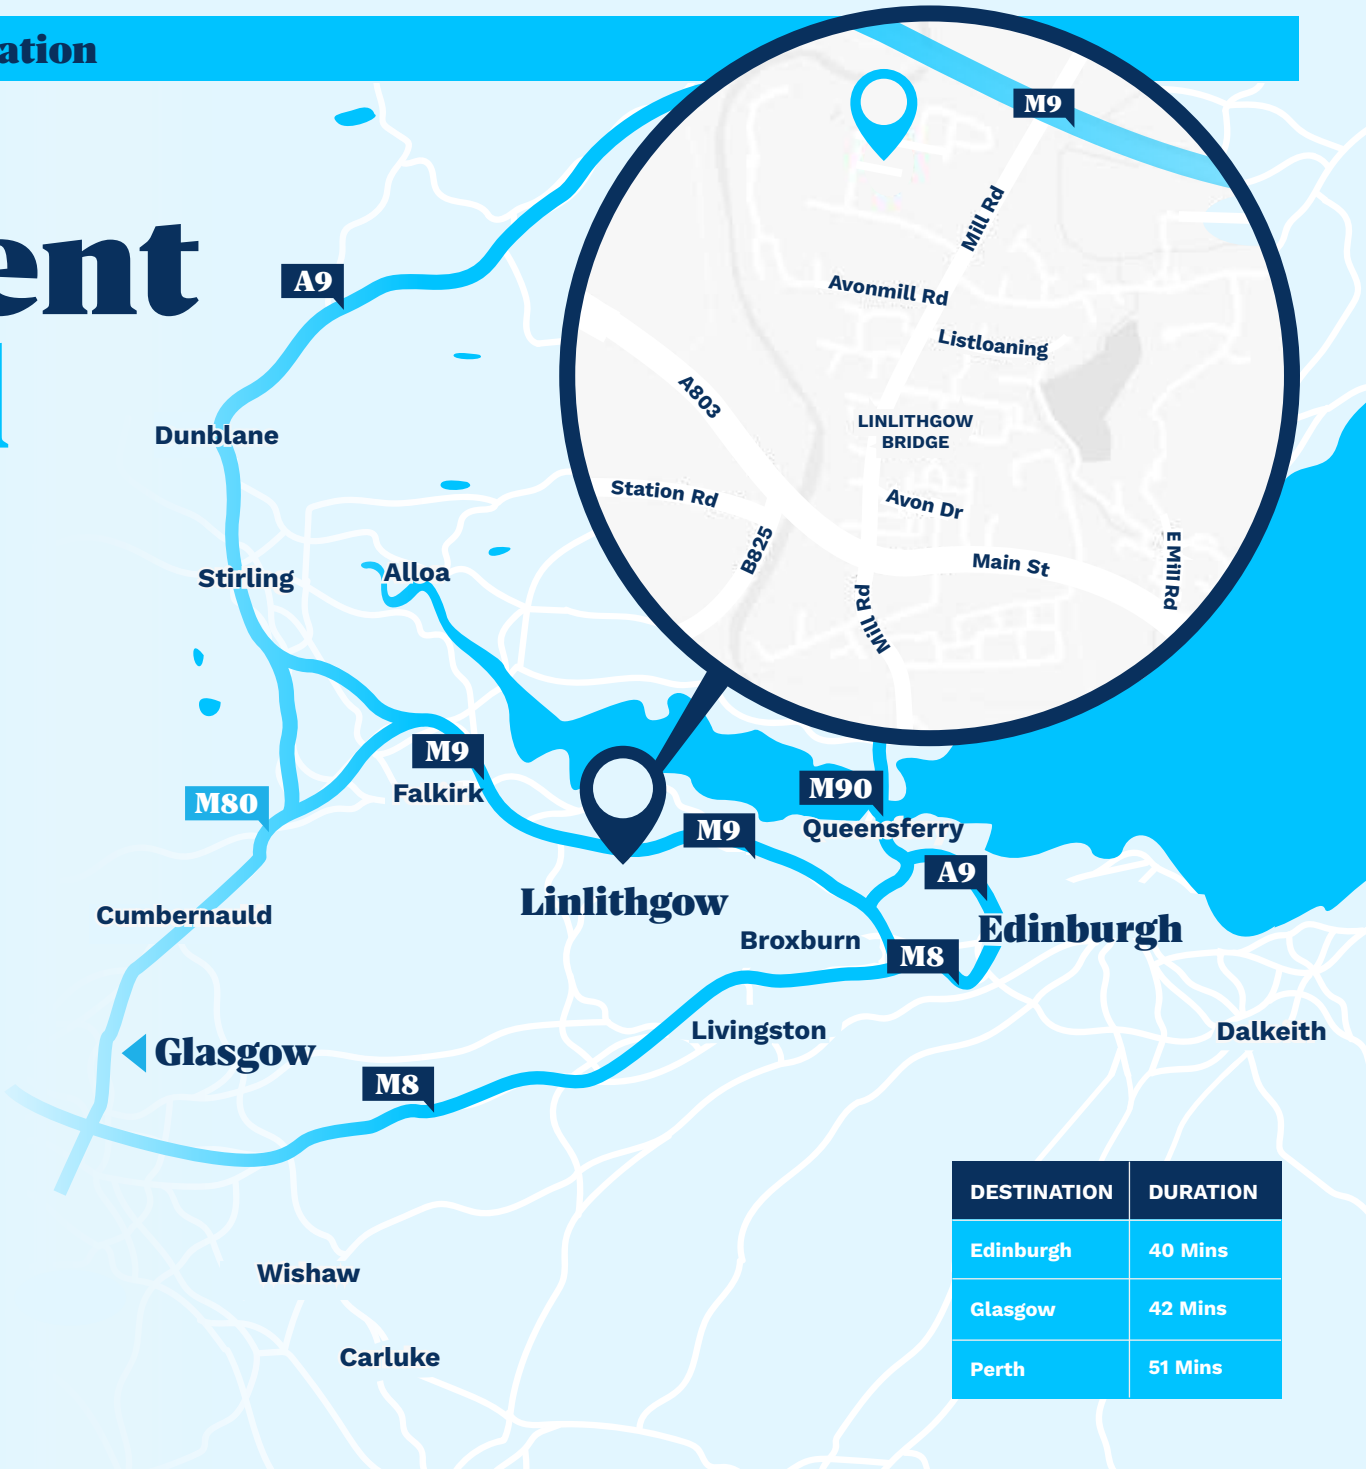 ation
ent
M9
Mill Rd
A9
Avonmill Rd
Listloaning
A803
LINLITHGOW
BRIDGE
Dunblane
Station Rd
Avon Dr
B825
Main St
E Mill Rd
Stirling
Alloa
Mill Rd
M9
Falkirk
M80
M90
Queensferry
M9
A9
Linlithgow
Cumbernauld
Edinburgh
Broxburn
M8
Livingston
Dalkeith
Glasgow
M8
DESTINATION DURATION
Edinburgh 40 Mins
Glasgow 42 Mins
Perth 51 Mins
Wishaw
Carluke